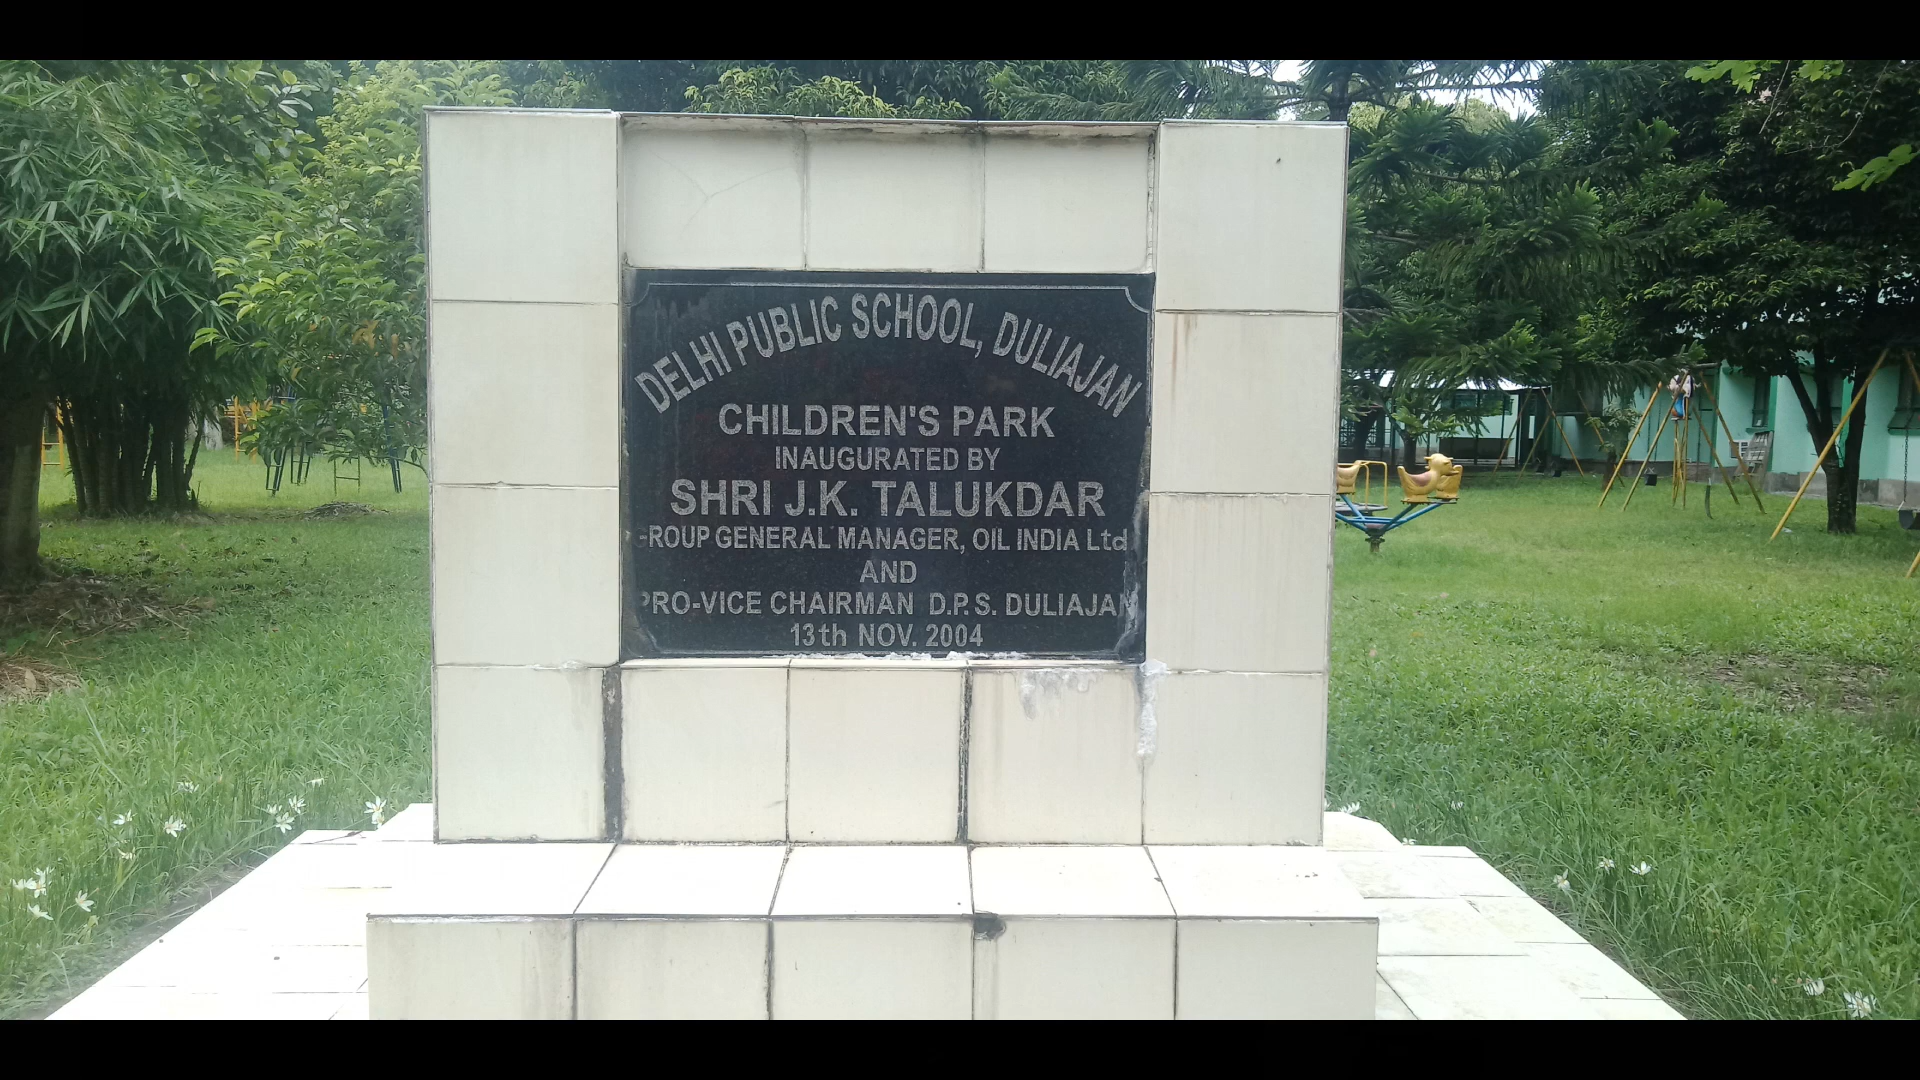 DELHI PUBLIC SCHOOL, DULIAJAN
CHILDREN'S PARK
INAUGURATED BY
SHRI J.K. TALUKDAR
GROUP GENERAL MANAGER, OIL INDIA Ltd
AND
PRO-VICE CHAIRMAN D.P.S. DULIAJAN
13th NOV. 2004